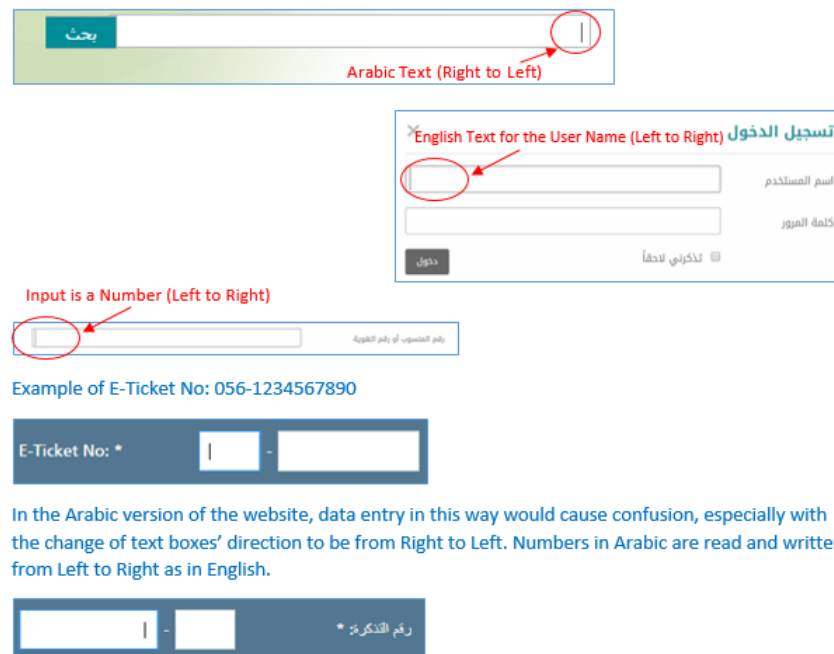 بحث
Arabic Text (Right to Left)
تسجيل الدخول
English Text for the User Name (Left to Right)
اسم المستخدم
كلمة المرور
تذكرني لاحقاً
دخول
Input is a Number (Left to Right)
رقم المنسوب أو رقم الهوية
Example of E-Ticket No: 056-1234567890
E-Ticket No: * -
In the Arabic version of the website, data entry in this way would cause confusion, especially with
the change of text boxes’ direction to be from Right to Left. Numbers in Arabic are read and writte
from Left to Right as in English.
رقم التذكرة: * -